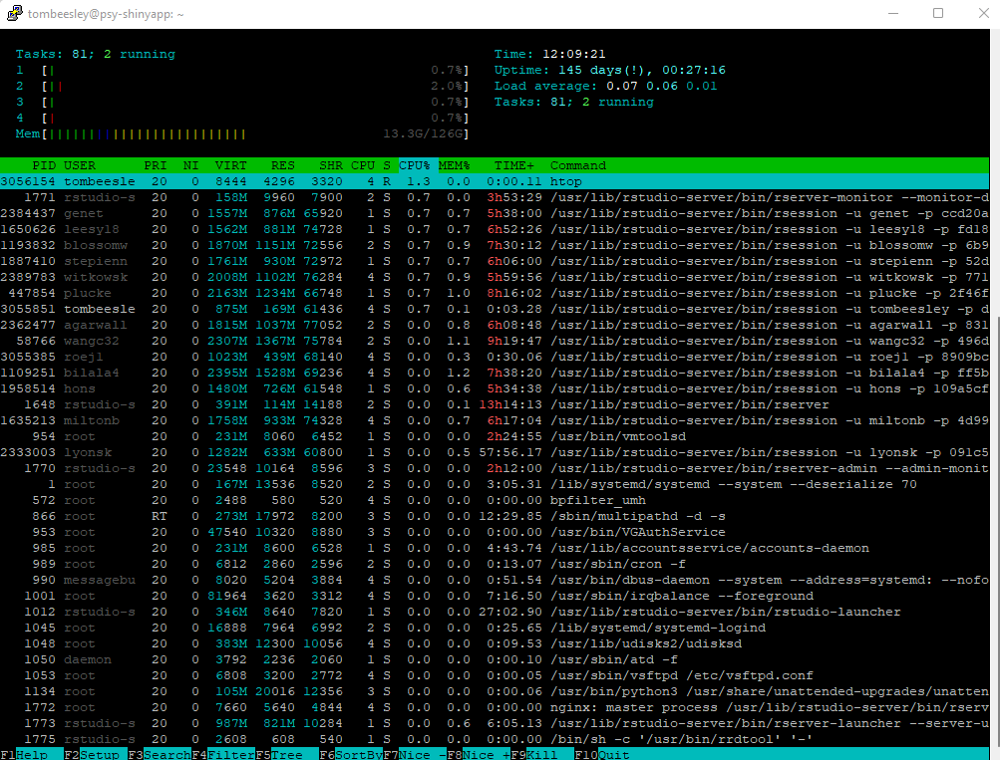 tombeesley@psy-shinyapp: ~
Tasks: 81; 2 running
1 [| 0.7%]
2 [|| 2.0%]
3 [| 0.7%]
4 [| 0.7%]
Mem[||||||||||||||||||||||||| 13.3G/126G]
Time: 12:09:21
Uptime: 145 days(!), 00:27:16
Load average: 0.07 0.06 0.01
Tasks: 81; 2 running
PID USER PRI NI VIRT RES SHR CPU S CPU% MEM% TIME+ Command
3056154 tombeesle 20 0 8444 4296 3320 4 R 1.3 0.0 0:00.11 htop
1771 rstudio-s 20 0 158M 9960 7900 2 S 0.7 0.0 3h53:29 /usr/lib/rstudio-server/bin/rserver-monitor --monitor-d
2384437 genet 20 0 1557M 876M 65920 1 S 0.7 0.7 5h38:00 /usr/lib/rstudio-server/bin/rsession -u genet -p ccd20a
1650626 leesy18 20 0 1562M 881M 74728 1 S 0.7 0.7 6h52:26 /usr/lib/rstudio-server/bin/rsession -u leesy18 -p fd18
1193832 blossomw 20 0 1870M 1151M 72556 2 S 0.7 0.9 7h30:12 /usr/lib/rstudio-server/bin/rsession -u blossomw -p 6b9
1887410 stepienn 20 0 1761M 930M 72972 1 S 0.7 0.7 6h06:00 /usr/lib/rstudio-server/bin/rsession -u stepienn -p 52d
2389783 witkowsk 20 0 2008M 1102M 76284 4 S 0.7 0.9 5h59:56 /usr/lib/rstudio-server/bin/rsession -u witkowsk -p 771
447854 plucke 20 0 2163M 1234M 66748 1 S 0.7 1.0 8h16:02 /usr/lib/rstudio-server/bin/rsession -u plucke -p 2f46f
3055851 tombeesle 20 0 875M 169M 61436 4 S 0.7 0.1 0:03.28 /usr/lib/rstudio-server/bin/rsession -u tombeesley -p d
2362477 agarwall 20 0 1815M 1037M 77052 2 S 0.0 0.8 6h08:48 /usr/lib/rstudio-server/bin/rsession -u agarwall -p 831
58766 wangc32 20 0 2307M 1367M 75784 2 S 0.0 1.1 9h19:47 /usr/lib/rstudio-server/bin/rsession -u wangc32 -p 496d
3055385 roejl 20 0 1023M 439M 68140 4 S 0.0 0.3 0:30.06 /usr/lib/rstudio-server/bin/rsession -u roejl -p 8909bc
1109251 bilala4 20 0 2395M 1528M 69236 4 S 0.0 1.2 7h38:20 /usr/lib/rstudio-server/bin/rsession -u bilala4 -p ff5b
1958514 hons 20 0 1480M 726M 61548 1 S 0.0 0.6 5h34:38 /usr/lib/rstudio-server/bin/rsession -u hons -p 109a5cf
1648 rstudio-s 20 0 391M 114M 14188 2 S 0.0 0.1 13h14:13 /usr/lib/rstudio-server/bin/rserver
1635213 miltonb 20 0 1758M 933M 74328 4 S 0.0 0.7 6h17:04 /usr/lib/rstudio-server/bin/rsession -u miltonb -p 4d99
954 root 20 0 231M 8060 6452 1 S 0.0 0.0 2h24:55 /usr/bin/vmtoolsd
2333003 lyonsk 20 0 1282M 633M 60800 1 S 0.0 0.5 57:56.17 /usr/lib/rstudio-server/bin/rsession -u lyonsk -p 091c5
1770 rstudio-s 20 0 23548 10164 8596 3 S 0.0 0.0 2h12:00 /usr/lib/rstudio-server/bin/rserver-admin --admin-monit
1 root 20 0 167M 13536 8520 2 S 0.0 0.0 3:05.31 /lib/systemd/systemd --system --deserialize 70
572 root 20 0 2488 580 520 4 S 0.0 0.0 0:00.00 bpfilter_umh
866 root RT 0 273M 17972 8200 3 S 0.0 0.0 12:29.85 /sbin/multipathd -d -s
953 root 20 0 47540 10320 8880 3 S 0.0 0.0 0:00.00 /usr/bin/VGAuthService
985 root 20 0 231M 8600 6528 1 S 0.0 0.0 4:43.74 /usr/lib/accountsservice/accounts-daemon
989 root 20 0 6812 2860 2596 2 S 0.0 0.0 0:13.07 /usr/sbin/cron -f
990 messagebu 20 0 8020 5204 3884 4 S 0.0 0.0 0:51.54 /usr/bin/dbus-daemon --system --address=systemd: --nofo
1001 root 20 0 81964 3620 3312 4 S 0.0 0.0 7:16.50 /usr/sbin/irqbalance --foreground
1012 rstudio-s 20 0 346M 8640 7820 1 S 0.0 0.0 27:02.90 /usr/lib/rstudio-server/bin/rstudio-launcher
1045 root 20 0 16888 7964 6992 2 S 0.0 0.0 0:25.65 /lib/systemd/systemd-logind
1048 root 20 0 383M 12300 10056 4 S 0.0 0.0 0:09.53 /usr/lib/udisks2/udisksd
1050 daemon 20 0 3792 2236 2060 1 S 0.0 0.0 0:00.10 /usr/sbin/atd -f
1053 root 20 0 6808 3200 2772 4 S 0.0 0.0 0:00.05 /usr/sbin/vsftpd /etc/vsftpd.conf
1134 root 20 0 105M 20016 12356 3 S 0.0 0.0 0:00.06 /usr/bin/python3 /usr/share/unattended-upgrades/unatten
1772 root 20 0 7660 5640 4844 4 S 0.0 0.0 0:00.00 nginx: master process /usr/lib/rstudio-server/bin/rserv
1773 rstudio-s 20 0 987M 821M 10284 1 S 0.0 0.6 6:05.13 /usr/lib/rstudio-server/bin/rserver-launcher --server-u
1775 rstudio-s 20 0 2608 608 540 1 S 0.0 0.0 0:00.00 /bin/sh -c '/usr/bin/rrdtool' '-'
F1Help F2Setup F3SearchF4FilterF5Tree F6SortByF7Nice -F8Nice +F9Kill F10Quit